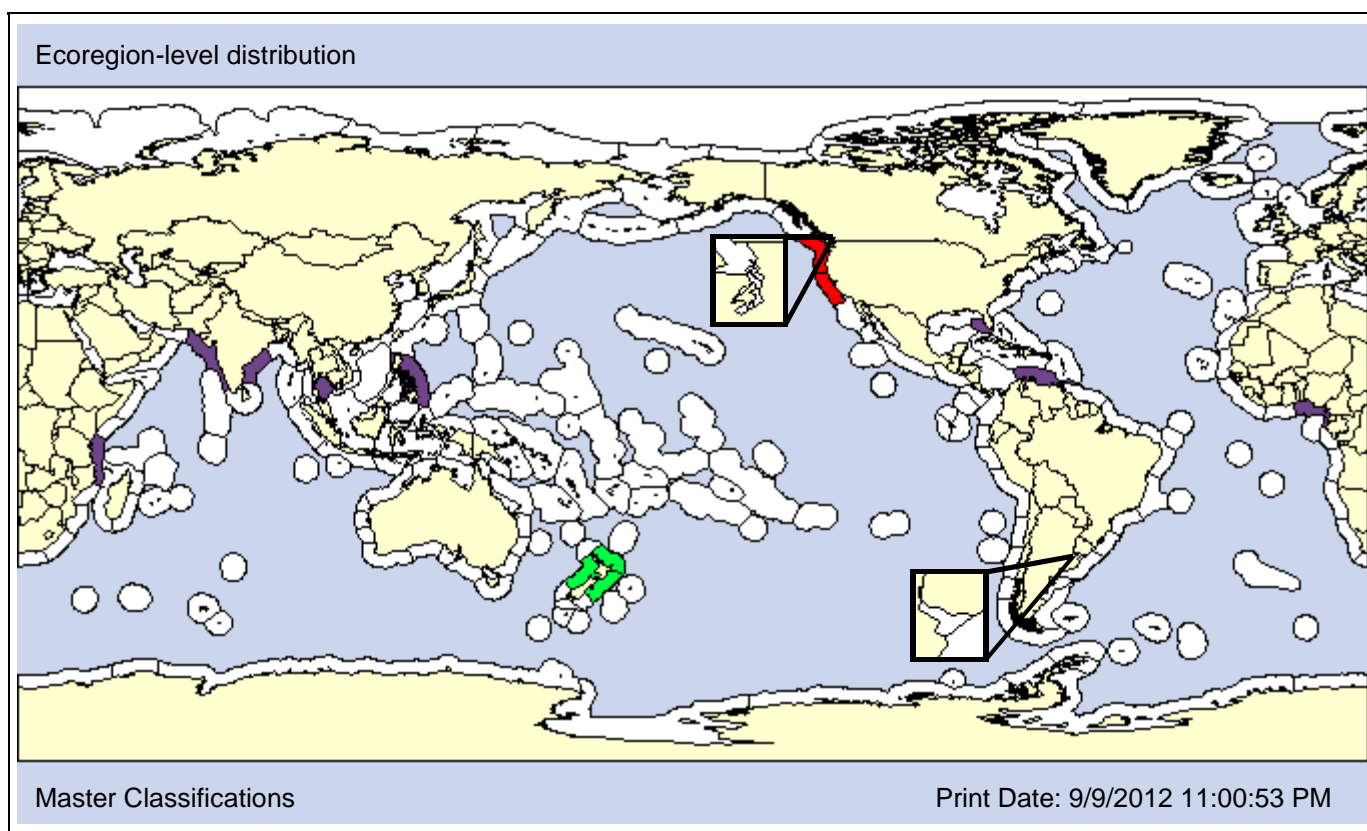 Ecoregion-level distribution
Master Classifications
Print Date: 9/9/2012 11:00:53 PM